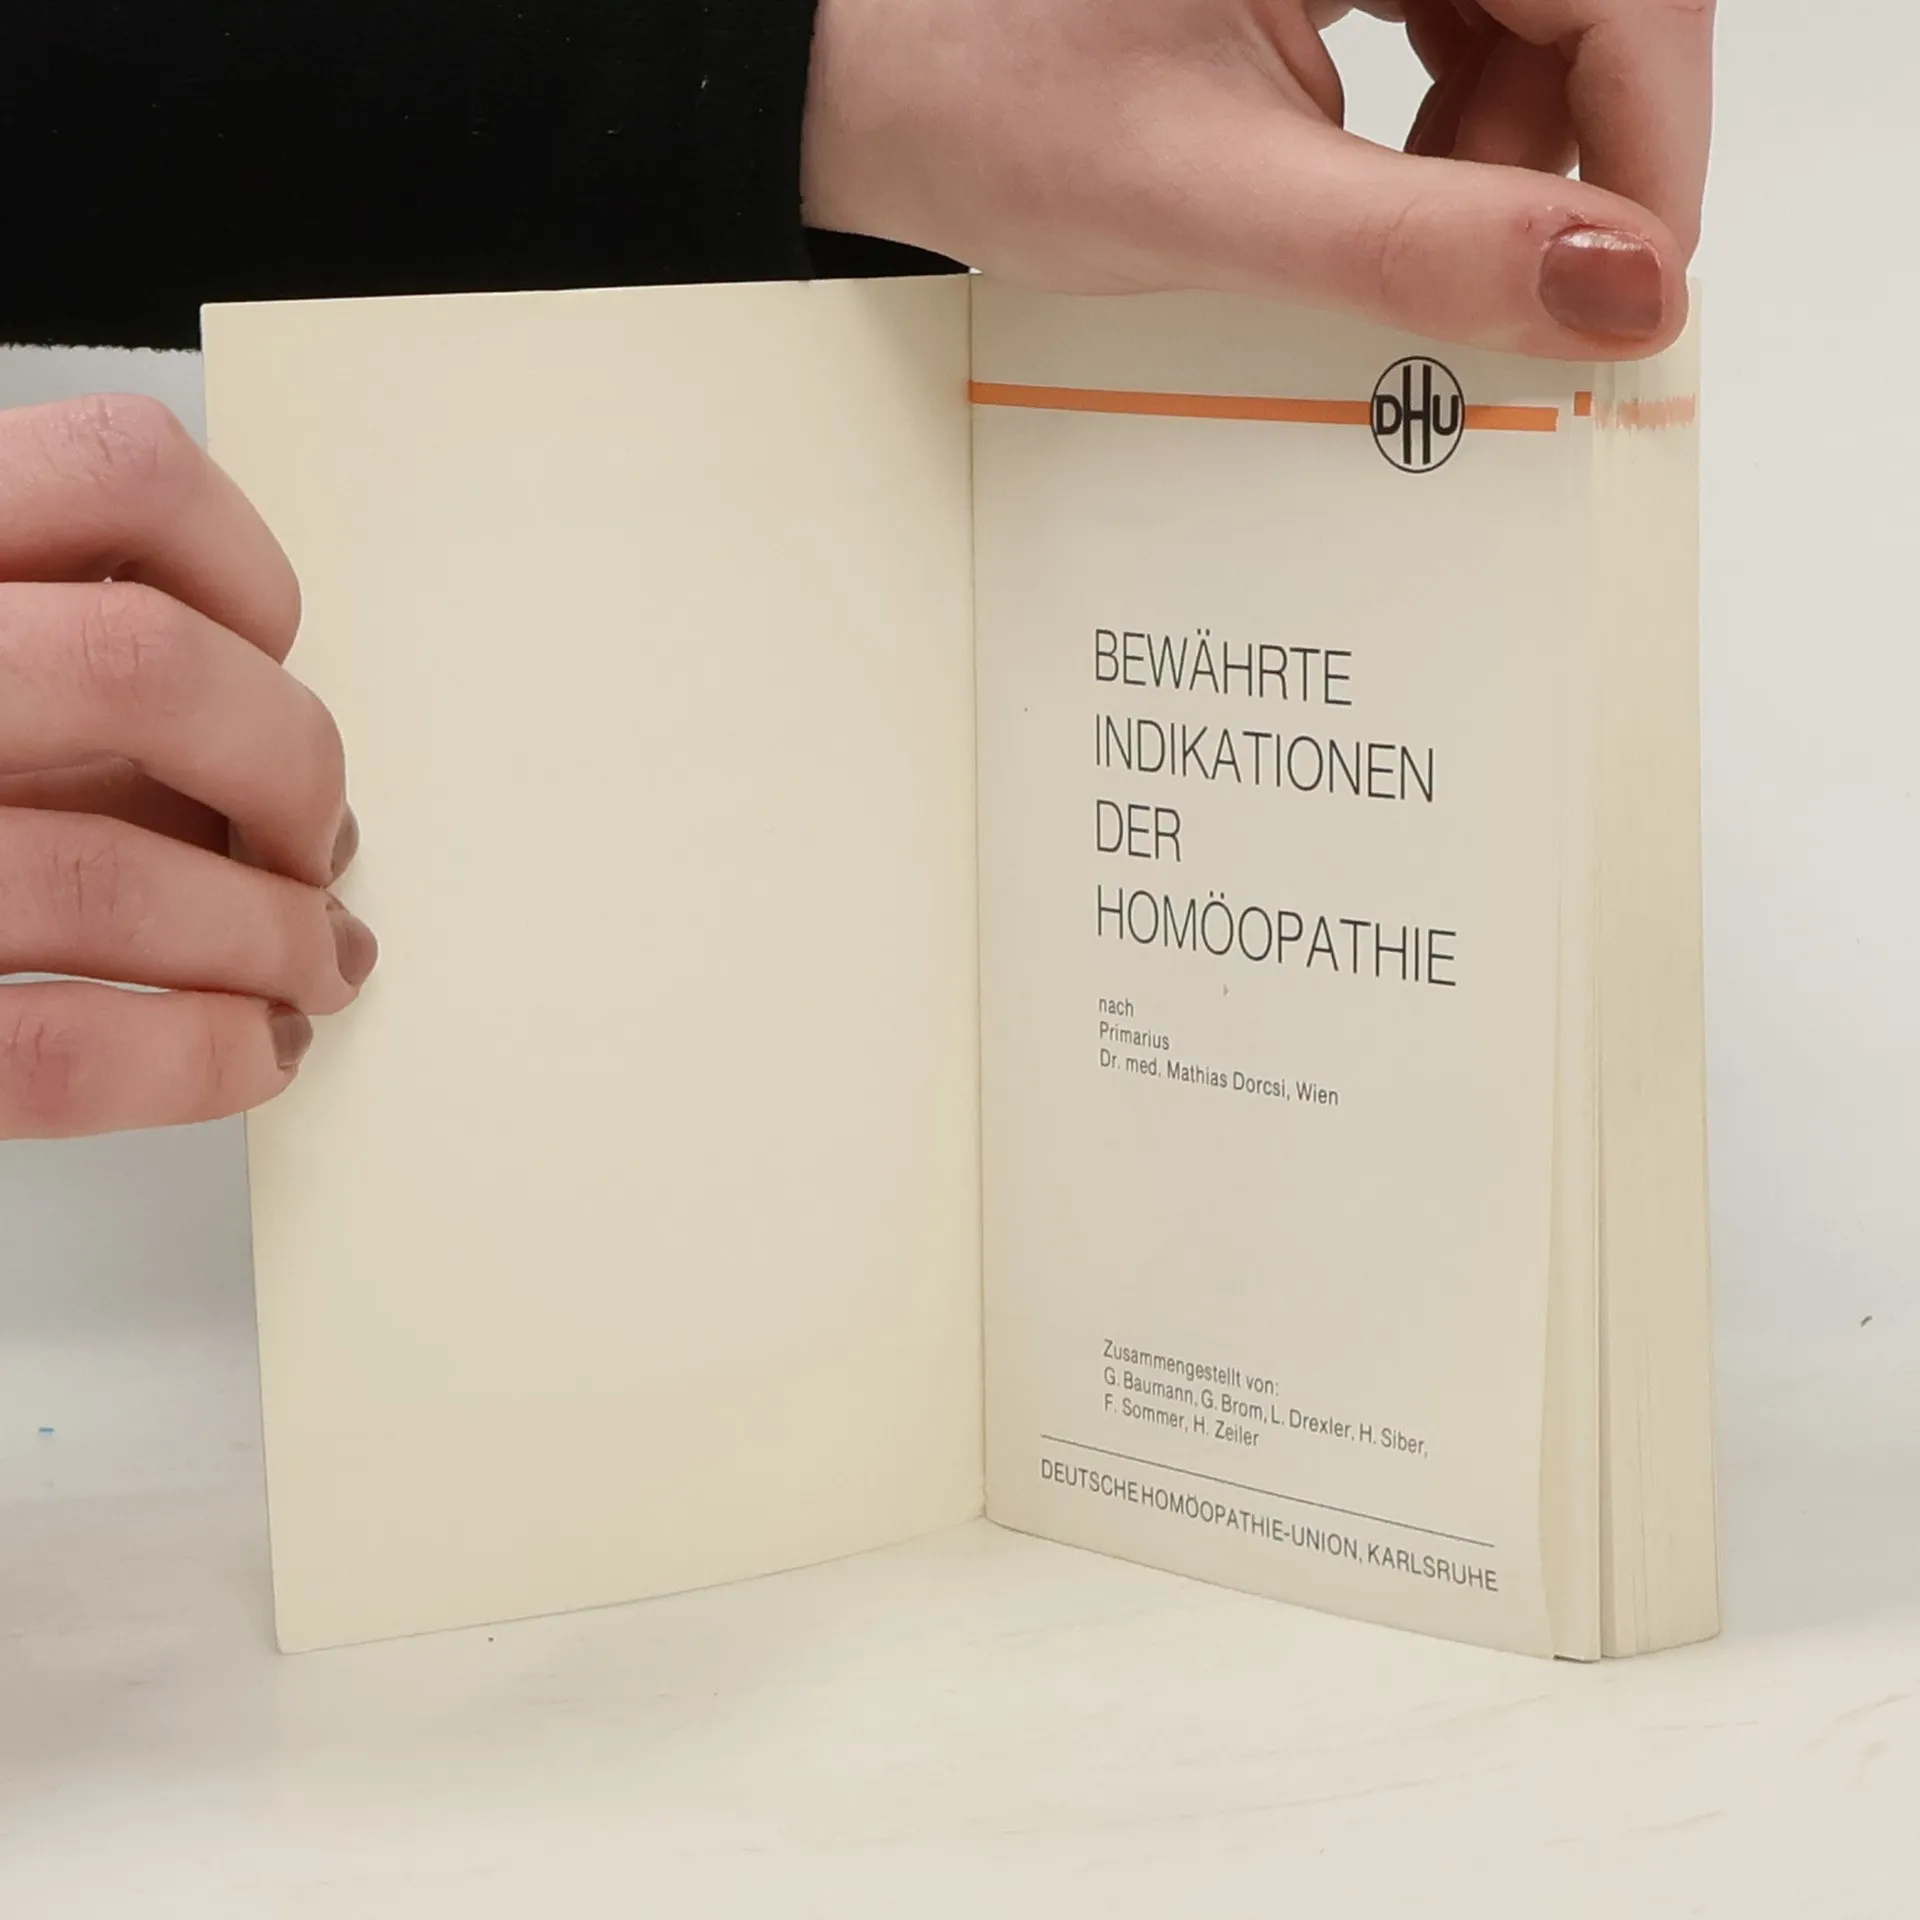 DHU
BEWÄHRTE
INDIKATIONEN
DER
HOMÖOPATHIE
nach
Primarius
Dr. med. Mathias Dorcsi, Wien
Zusammengestellt von:
G. Baumann, G. Brom, L. Drexler, H. Siber,
F. Sommer, H. Zeiler
DEUTSCHE HOMÖOPATHIE-UNION, KARLSRUHE